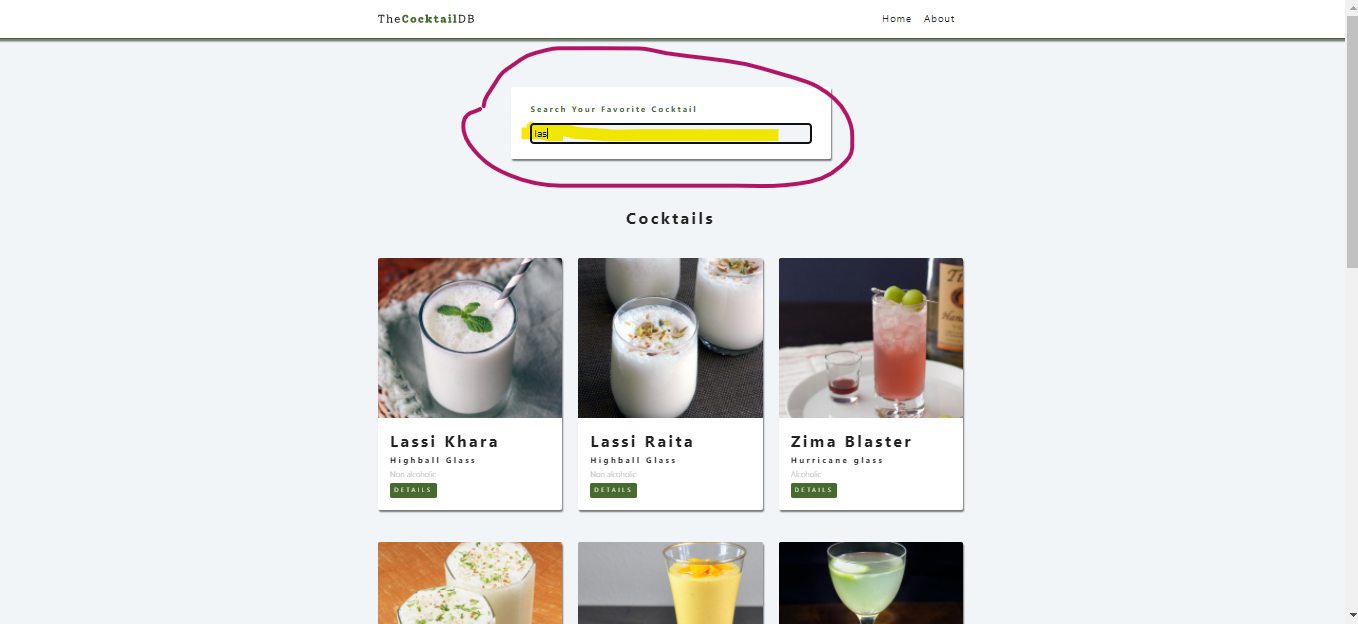 TheCocktailDB
Home About
Search Your Favorite Cocktail
las
Cocktails
Lassi Khara
Highball Glass
Non alcoholic
DETAILS
Lassi Raita
Highball Glass
Non alcoholic
DETAILS
Zima Blaster
Hurricane glass
Alcoholic
DETAILS